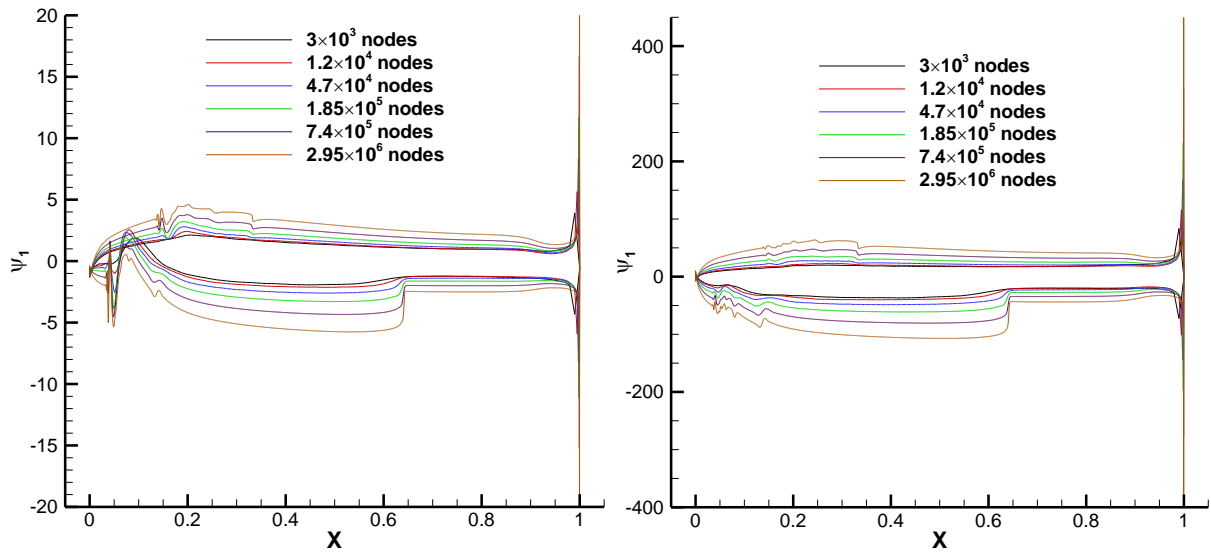 20
15
10
5
0
-5
-10
-15
-20
ψ₁
0
0.2
0.4
0.6
0.8
1
X
3×10³ nodes
1.2×10⁴ nodes
4.7×10⁴ nodes
1.85×10⁵ nodes
7.4×10⁵ nodes
2.95×10⁶ nodes
400
200
0
-200
-400
ψ₁
0
0.2
0.4
0.6
0.8
1
X
3×10³ nodes
1.2×10⁴ nodes
4.7×10⁴ nodes
1.85×10⁵ nodes
7.4×10⁵ nodes
2.95×10⁶ nodes